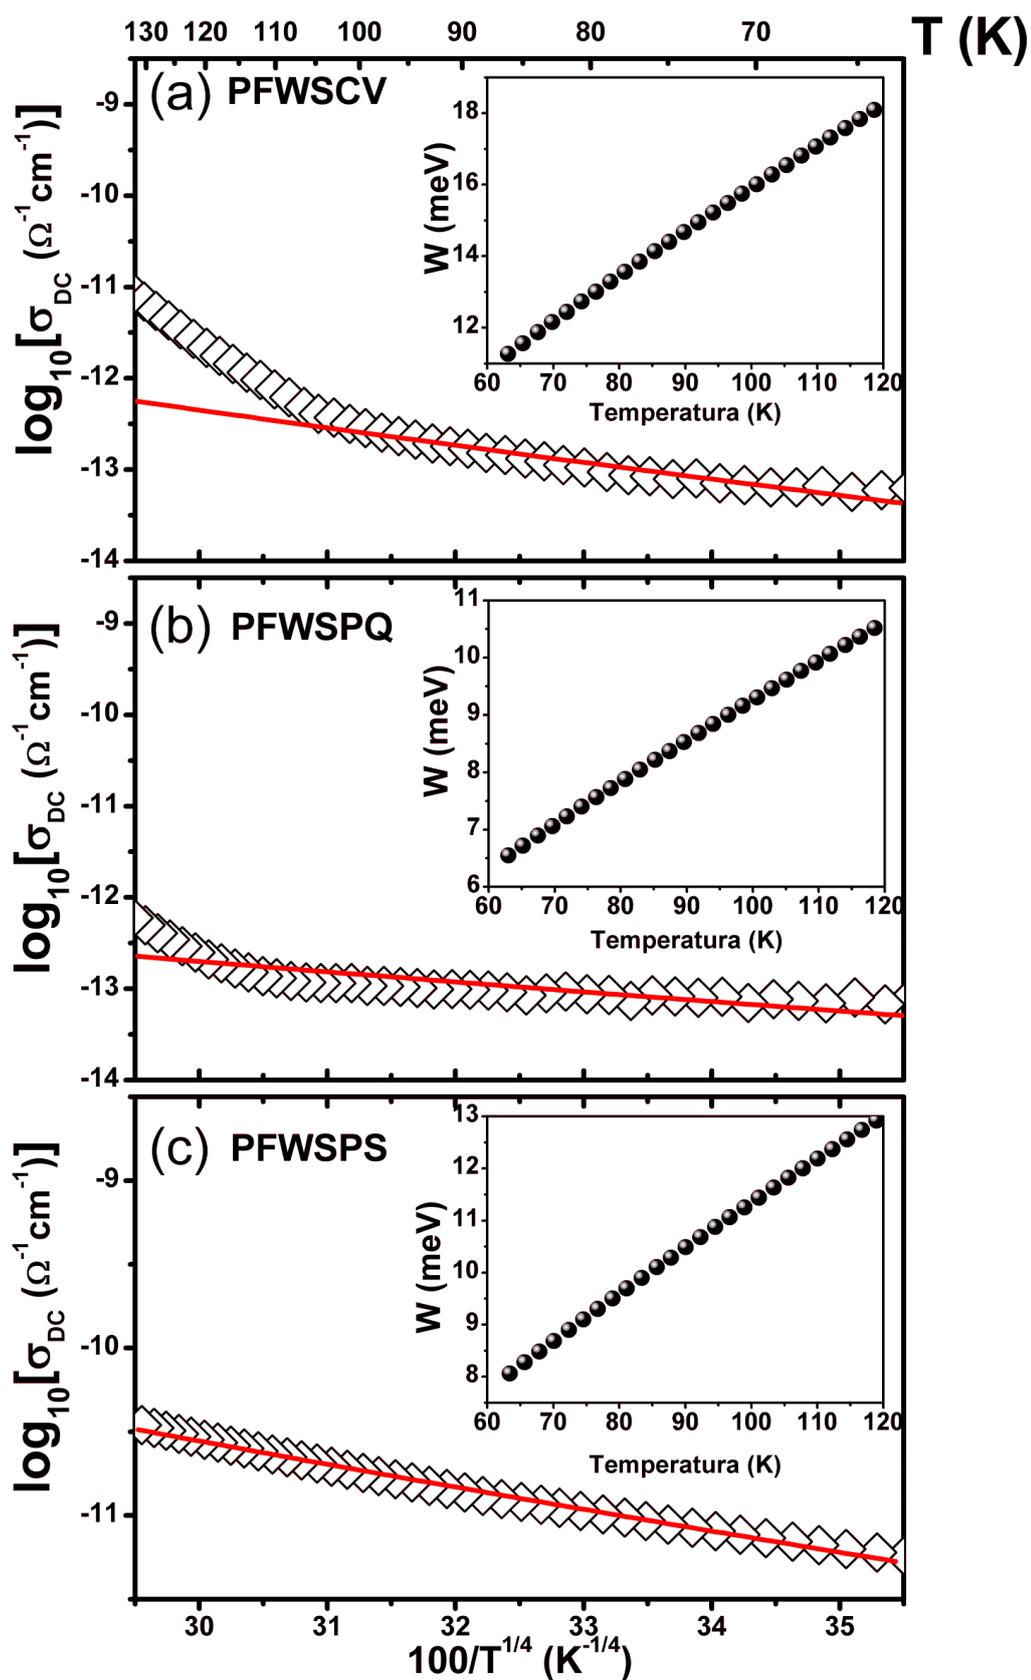 130 120 110 100 90 80 70 T (K)
(a) PFWSCV
-9
-10
-11
-12
-13
-14
log10[σDC (Ω-1cm-1)]
18
16
14
12
W (meV)
60 70 80 90 100 110 120
Temperatura (K)
(b) PFWSPQ
-9
-10
-11
-12
-13
-14
log10[σDC (Ω-1cm-1)]
11
10
9
8
7
6
W (meV)
60 70 80 90 100 110 120
Temperatura (K)
(c) PFWSPS
-9
-10
-11
log10[σDC (Ω-1cm-1)]
13
12
11
10
9
8
W (meV)
60 70 80 90 100 110 120
Temperatura (K)
30 31 32 33 34 35
100/T1/4 (K-1/4)